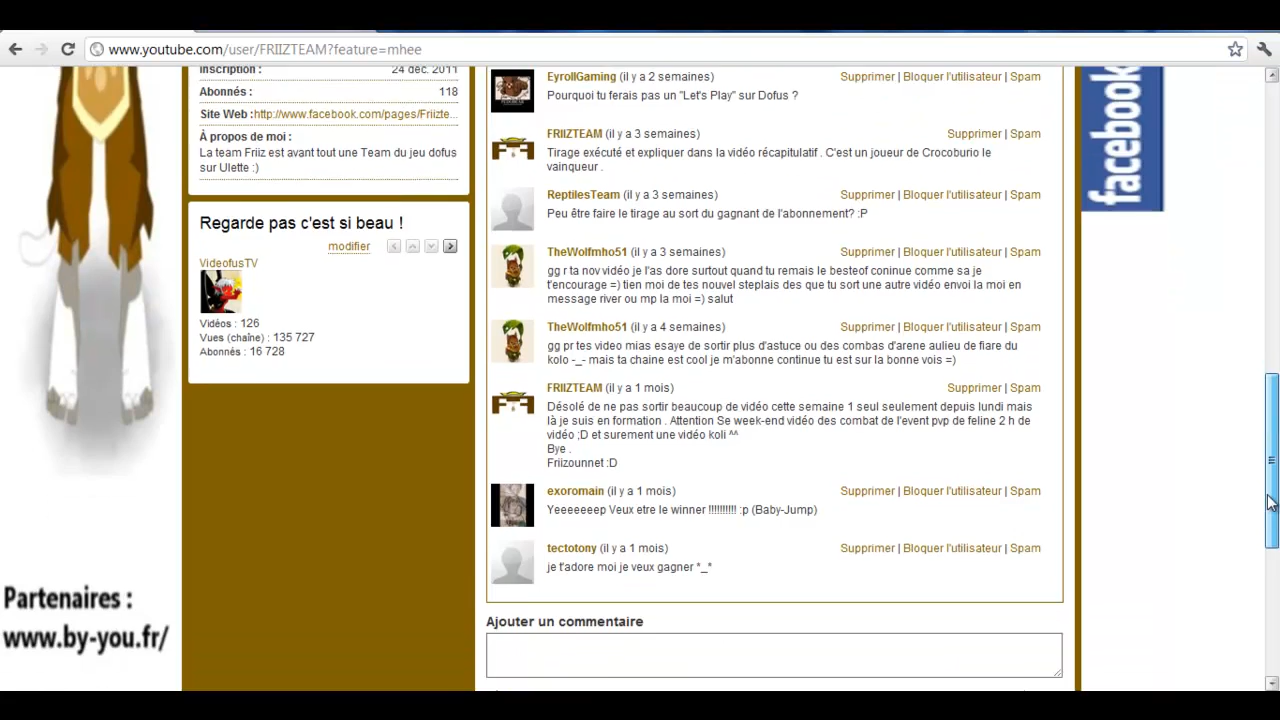 www.youtube.com/user/FRIIZTEAM?feature=mhee
Inscription : 24 déc. 2011
Abonnés : 118
Site Web : http://www.facebook.com/pages/Friizte...
À propos de moi :
La team Friiz est avant tout une Team du jeu dofus
sur Ulette ;)
Regarde pas c'est si beau !
modifier
VideofusTV
Vidéos : 126
Vues (chaîne) : 135 727
Abonnés : 16 728
Partenaires :
www.by-you.fr/
EyrollGaming (il y a 2 semaines) Supprimer | Bloquer l'utilisateur | Spam
Pourquoi tu ferais pas un "Let's Play" sur Dofus ?
FRIIZTEAM (il y a 3 semaines) Supprimer | Spam
Tirage exécuté et expliquer dans la vidéo récapitulatif . C'est un joueur de Crocoburio le
vainqueur .
ReptilesTeam (il y a 3 semaines) Supprimer | Bloquer l'utilisateur | Spam
Peu être faire le tirage au sort du gagnant de l'abonnement? :P
TheWolfmho51 (il y a 3 semaines) Supprimer | Bloquer l'utilisateur | Spam
gg r ta nov vidéo je l'as dore surtout quand tu remais le besteof coninue comme sa je
t'encourage =) tien moi de tes nouvel steplais des que tu sort une autre vidéo envoi la moi en
message river ou mp la moi =) salut
TheWolfmho51 (il y a 4 semaines) Supprimer | Bloquer l'utilisateur | Spam
gg pr tes video mias esaye de sortir plus d'astuce ou des combas d'arene aulieu de fiare du
kolo -_- mais ta chaine est cool je m'abonne continue tu est sur la bonne vois =)
FRIIZTEAM (il y a 1 mois) Supprimer | Spam
Désolé de ne pas sortir beaucoup de vidéo cette semaine 1 seul seulement depuis lundi mais
là je suis en formation . Attention Se week-end vidéo des combat de l'event pvp de feline 2 h de
vidéo ;D et surement une vidéo koli ^^
Bye .
Friizounnet :D
exoromain (il y a 1 mois) Supprimer | Bloquer l'utilisateur | Spam
Yeeeeeeep Veux etre le winner !!!!!!!!!! :p (Baby-Jump)
tectotony (il y a 1 mois) Supprimer | Bloquer l'utilisateur | Spam
je t'adore moi je veux gagner *_*
Ajouter un commentaire
facebook